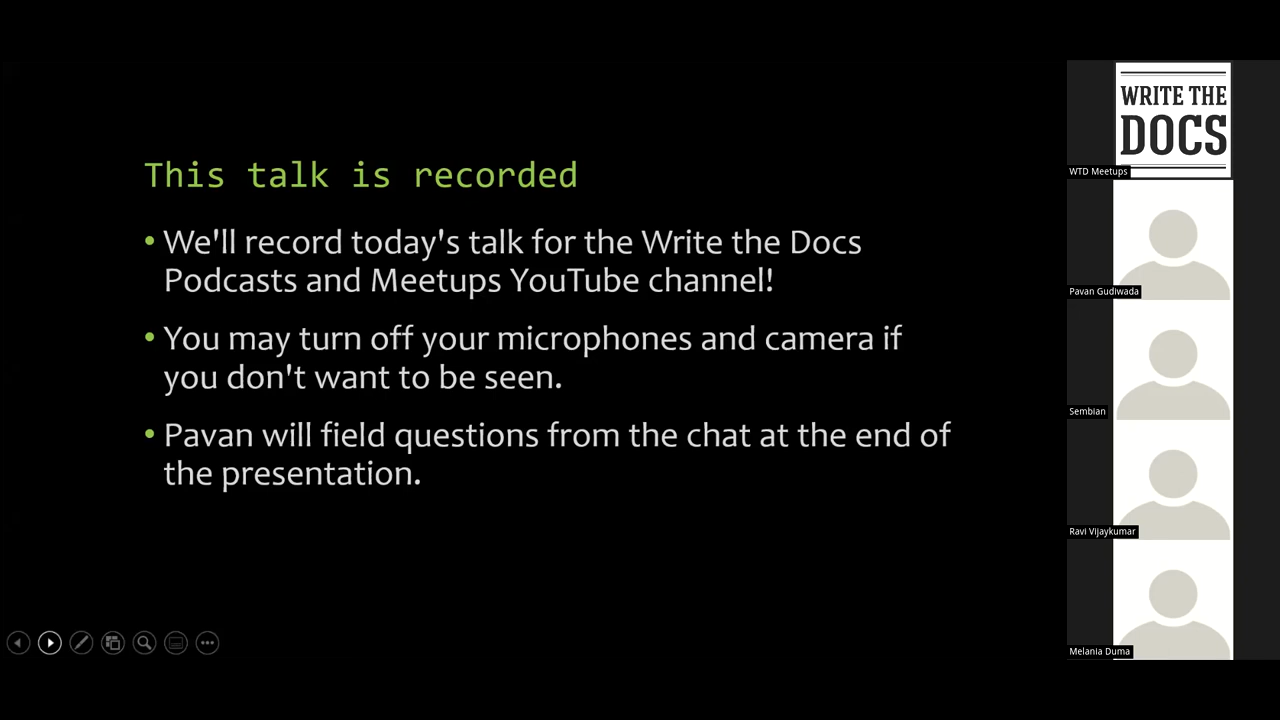 This talk is recorded
• We'll record today's talk for the Write the Docs
Podcasts and Meetups YouTube channel!
• You may turn off your microphones and camera if
you don't want to be seen.
• Pavan will field questions from the chat at the end of
the presentation.
WRITE THE
DOCS
WTD Meetups
Pavan Gudiwada
Sembian
Ravi Vijaykumar
Melania Duma